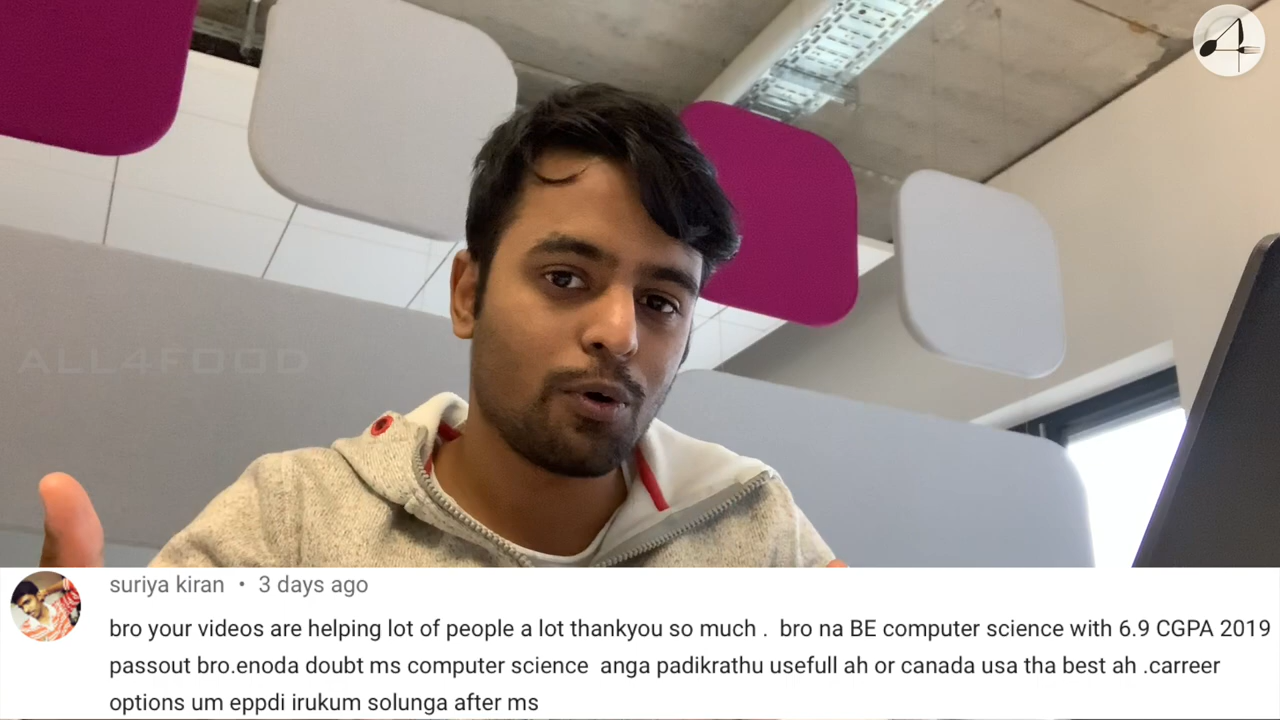 ALL4FOOD
suriya kiran • 3 days ago
bro your videos are helping lot of people a lot thankyou so much .  bro na BE computer science with 6.9 CGPA 2019
passout bro.enoda doubt ms computer science  anga padikrathu usefull ah or canada usa tha best ah .carreer
options um eppdi irukum solunga after ms